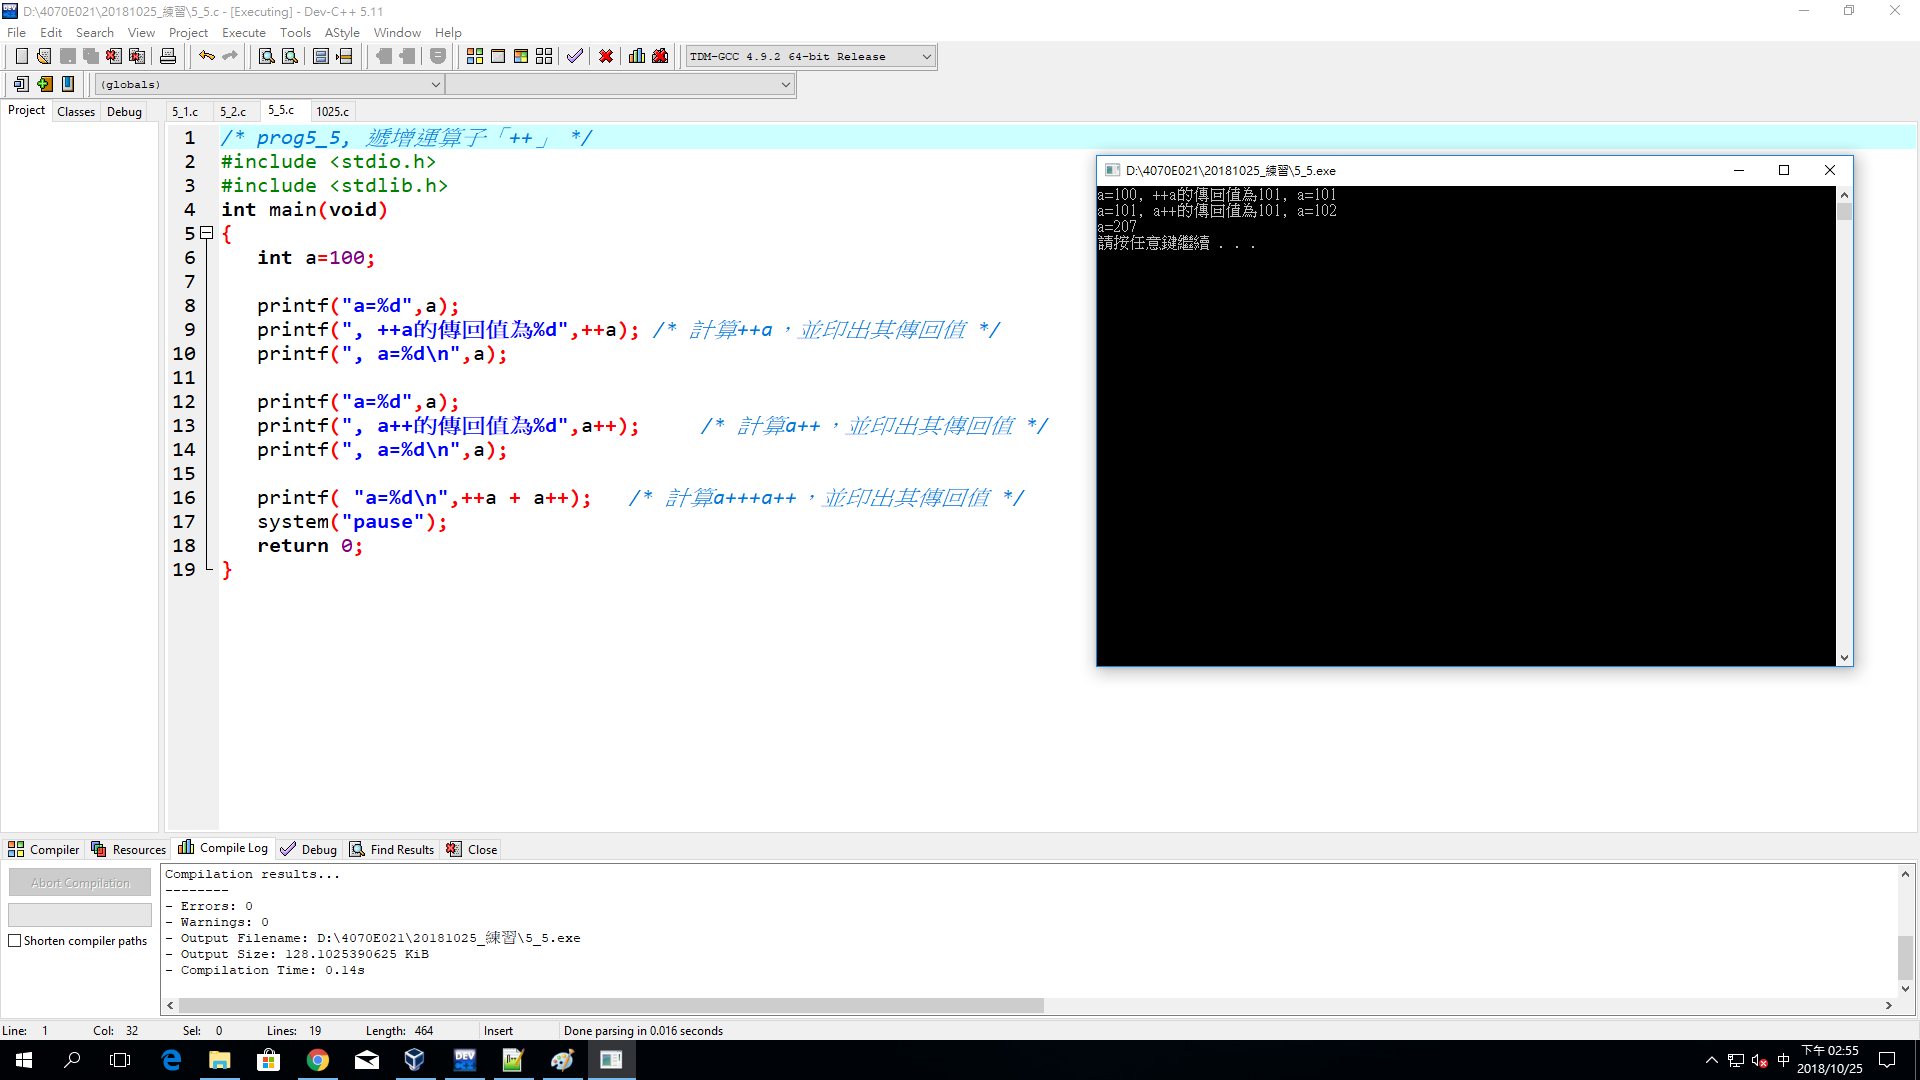 D:\4070E021\20181025_練習\5_5.c - [Executing] - Dev-C++ 5.11
File Edit Search View Project Execute Tools AStyle Window Help
TDM-GCC 4.9.2 64-bit Release
(globals)
Project Classes Debug
5_1.c 5_2.c 5_5.c 1025.c
1 /* prog5_5, 遞增運算子「++」 */
2 #include <stdio.h>
3 #include <stdlib.h>
4 int main(void)
5 {
6 int a=100;
7
8 printf("a=%d",a);
9 printf(", ++a的傳回值為%d",++a); /* 計算++a，並印出其傳回值 */
10 printf(", a=%d\n",a);
11
12 printf("a=%d",a);
13 printf(", a++的傳回值為%d",a++); /* 計算a++，並印出其傳回值 */
14 printf(", a=%d\n",a);
15
16 printf( "a=%d\n",++a + a++); /* 計算a+++a++，並印出其傳回值 */
17 system("pause");
18 return 0;
19 }
D:\4070E021\20181025_練習\5_5.exe
a=100, ++a的傳回值為101, a=101
a=101, a++的傳回值為101, a=102
a=207
請按任意鍵繼續 . . .
Compiler Resources Compile Log Debug Find Results Close
Abort Compilation
Shorten compiler paths
Compilation results...
--------
- Errors: 0
- Warnings: 0
- Output Filename: D:\4070E021\20181025_練習\5_5.exe
- Output Size: 128.1025390625 KiB
- Compilation Time: 0.14s
Line: 1 Col: 32 Sel: 0 Lines: 19 Length: 464 Insert Done parsing in 0.016 seconds
DEV C++
中
下午 02:55
2018/10/25